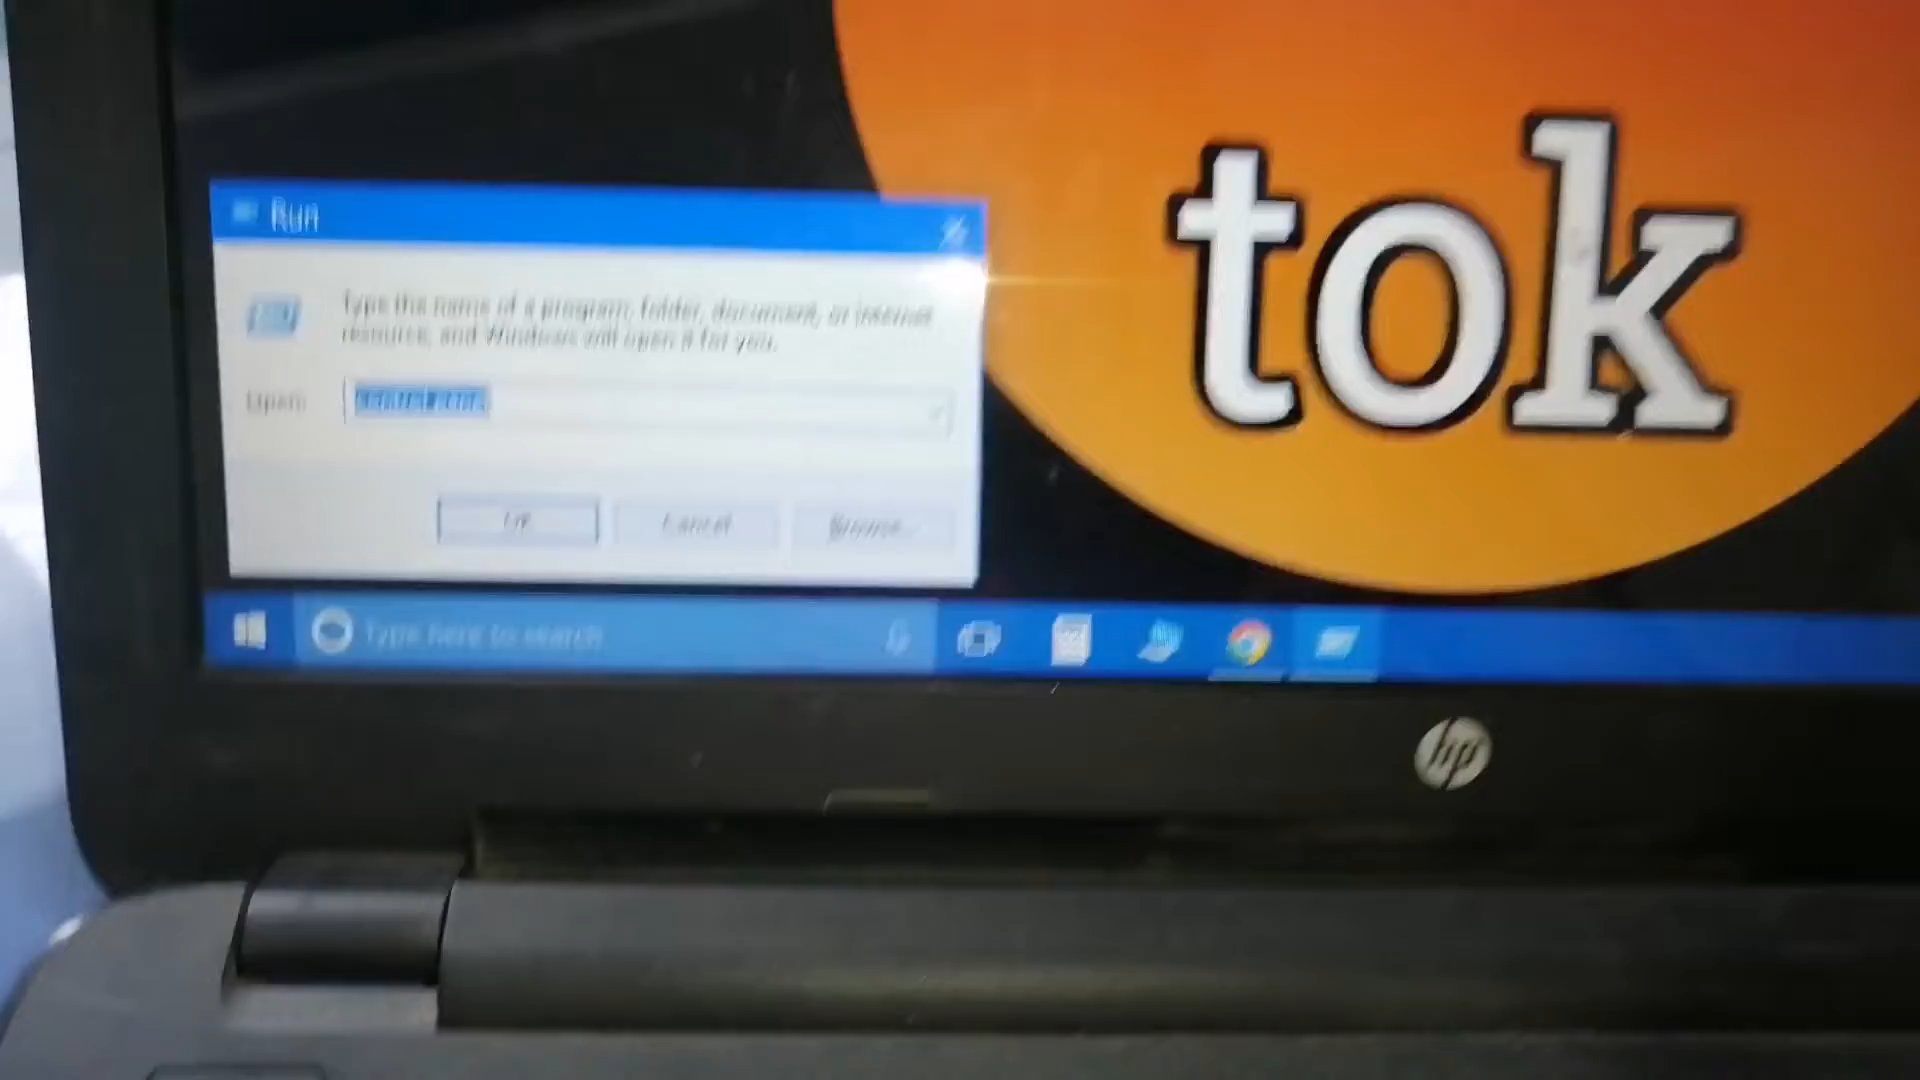 tok
Run
Type the name of a program, folder, document, or Internet
resource, and Windows will open it for you.
Open:
OK
Cancel
Browse...
Type here to search
hp